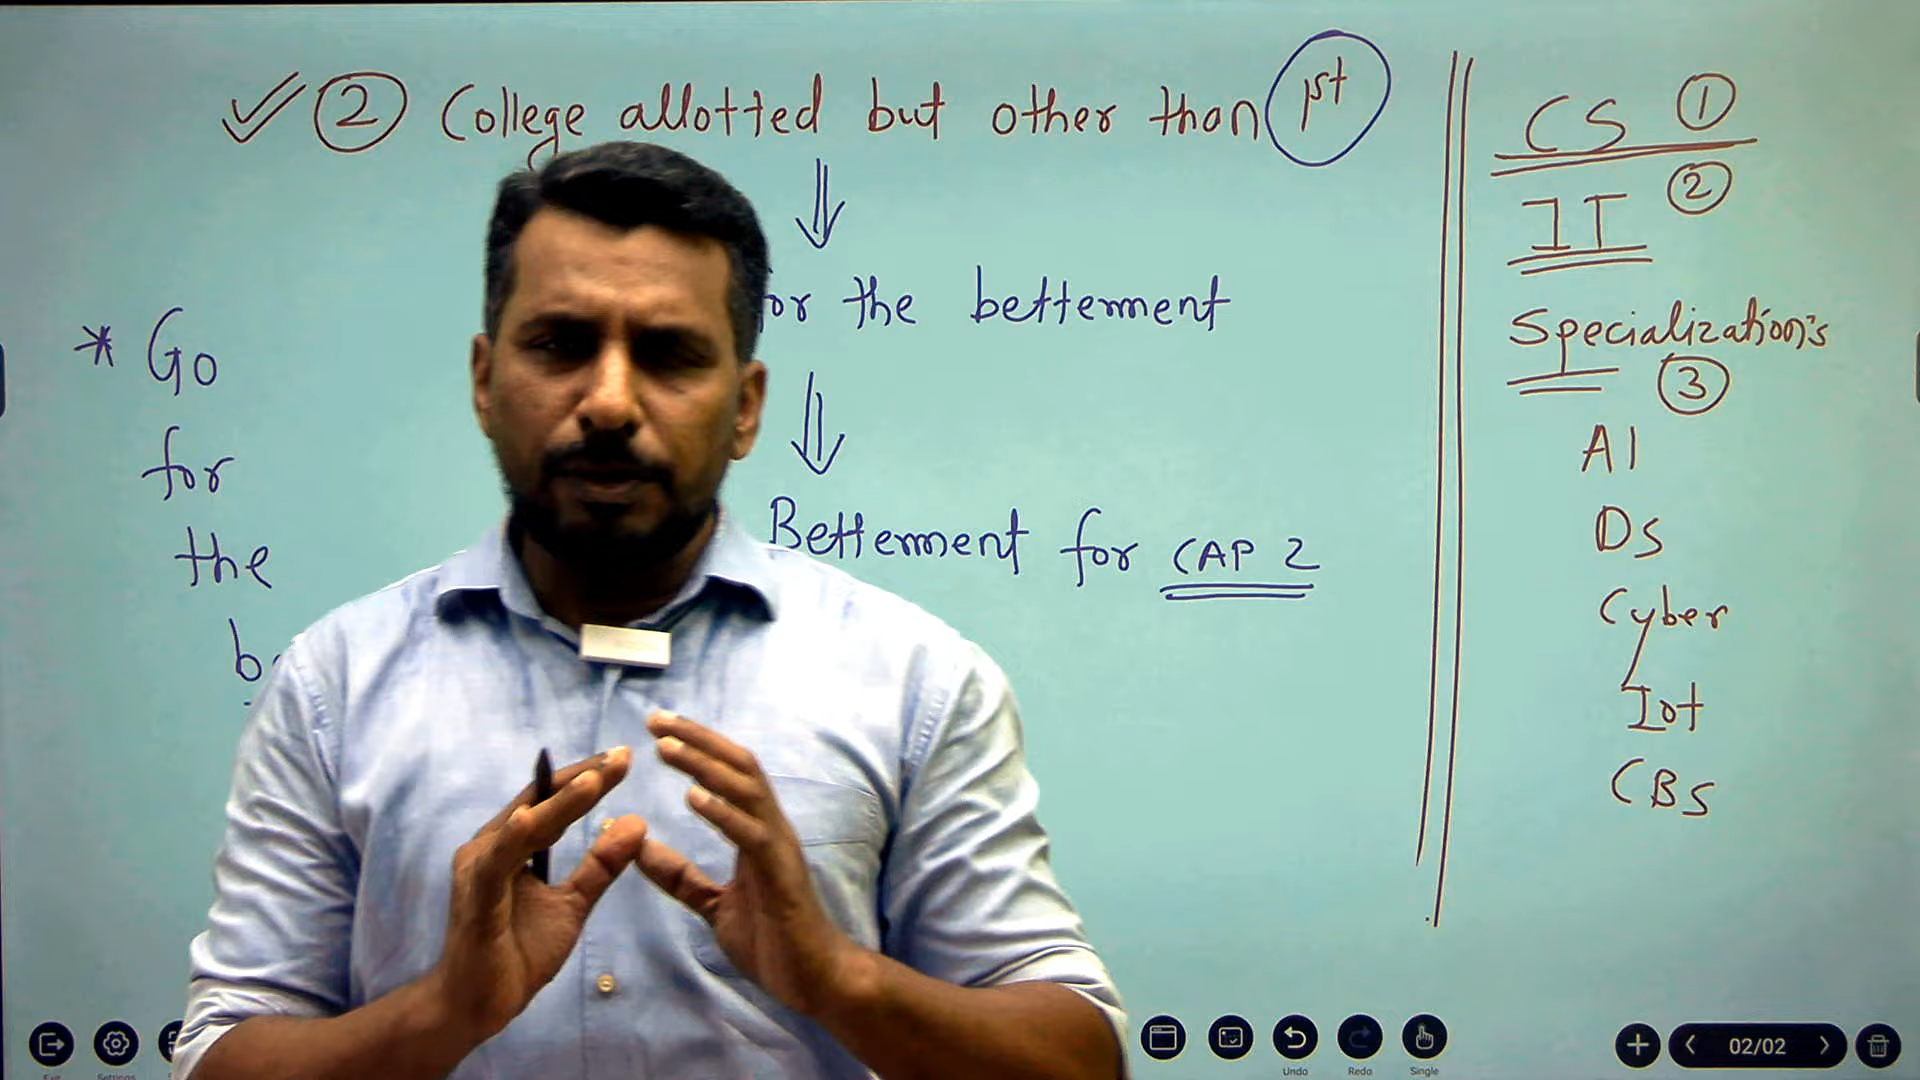 ② College allotted but other than 1st
or the betterment
Betterment for CAP 2
* Go
for
the
CS ①
IT ②
Specialization's
③
AI
DS
Cyber
Iot
CBS
Undo
Redo
Single
02/02